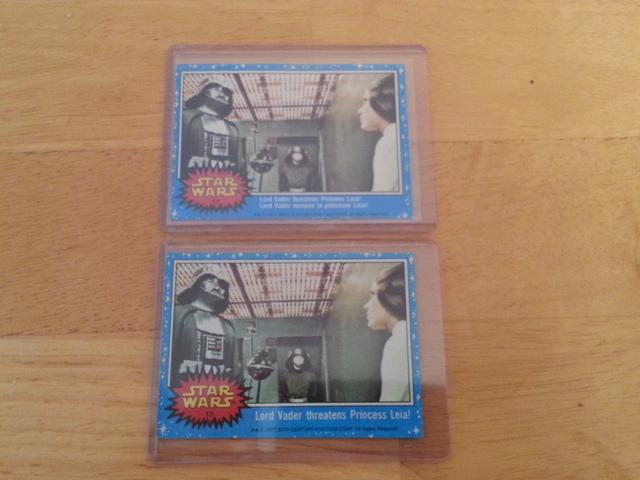 STAR
WARS
Lord Vader threatens Princess Leia!
Lord Vader menace la princesse Leia!
STAR
WARS
Lord Vader threatens Princess Leia!